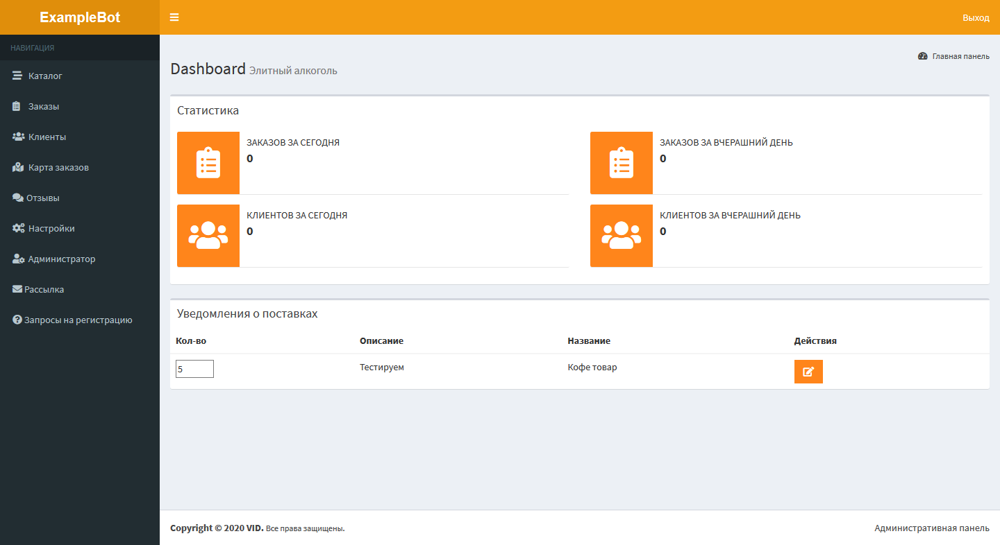 ExampleBot
Выход
НАВИГАЦИЯ
Каталог
Заказы
Клиенты
Карта заказов
Отзывы
Настройки
Администратор
Рассылка
Запросы на регистрацию
Dashboard Элитный алкоголь
Главная панель
Статистика
ЗАКАЗОВ ЗА СЕГОДНЯ
0
ЗАКАЗОВ ЗА ВЧЕРАШНИЙ ДЕНЬ
0
КЛИЕНТОВ ЗА СЕГОДНЯ
0
КЛИЕНТОВ ЗА ВЧЕРАШНИЙ ДЕНЬ
0
Уведомления о поставках
Кол-во Описание Название Действия
5 Тестируем Кофе товар
Copyright © 2020 VID. Все права защищены.
Административная панель